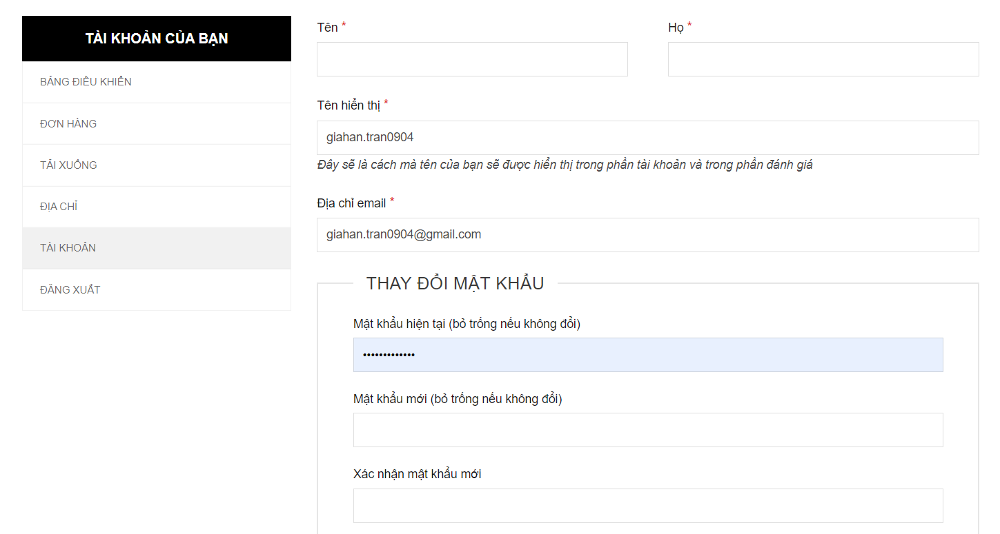 TÀI KHOẢN CỦA BẠN
BẢNG ĐIỀU KHIỂN
ĐƠN HÀNG
TẢI XUỐNG
ĐỊA CHỈ
TÀI KHOẢN
ĐĂNG XUẤT
Tên * Họ *
Tên hiển thị *
giahan.tran0904
Đây sẽ là cách mà tên của bạn sẽ được hiển thị trong phần tài khoản và trong phần đánh giá
Địa chỉ email *
giahan.tran0904@gmail.com
THAY ĐỔI MẬT KHẨU
Mật khẩu hiện tại (bỏ trống nếu không đổi)
•••••••••••••
Mật khẩu mới (bỏ trống nếu không đổi)
Xác nhận mật khẩu mới